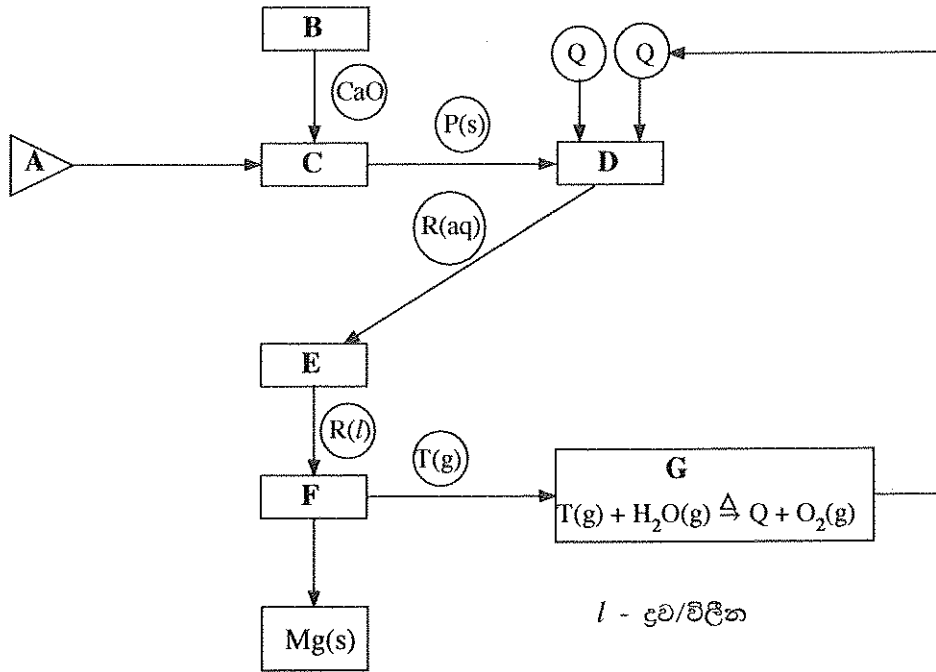 B
Q Q
CaO
P(s)
A C D
R(aq)
E
R(l)
T(g)
F G
T(g) + H₂O(g) ≜ Q + O₂(g)
Mg(s)
l - ද්‍රව/විලීන